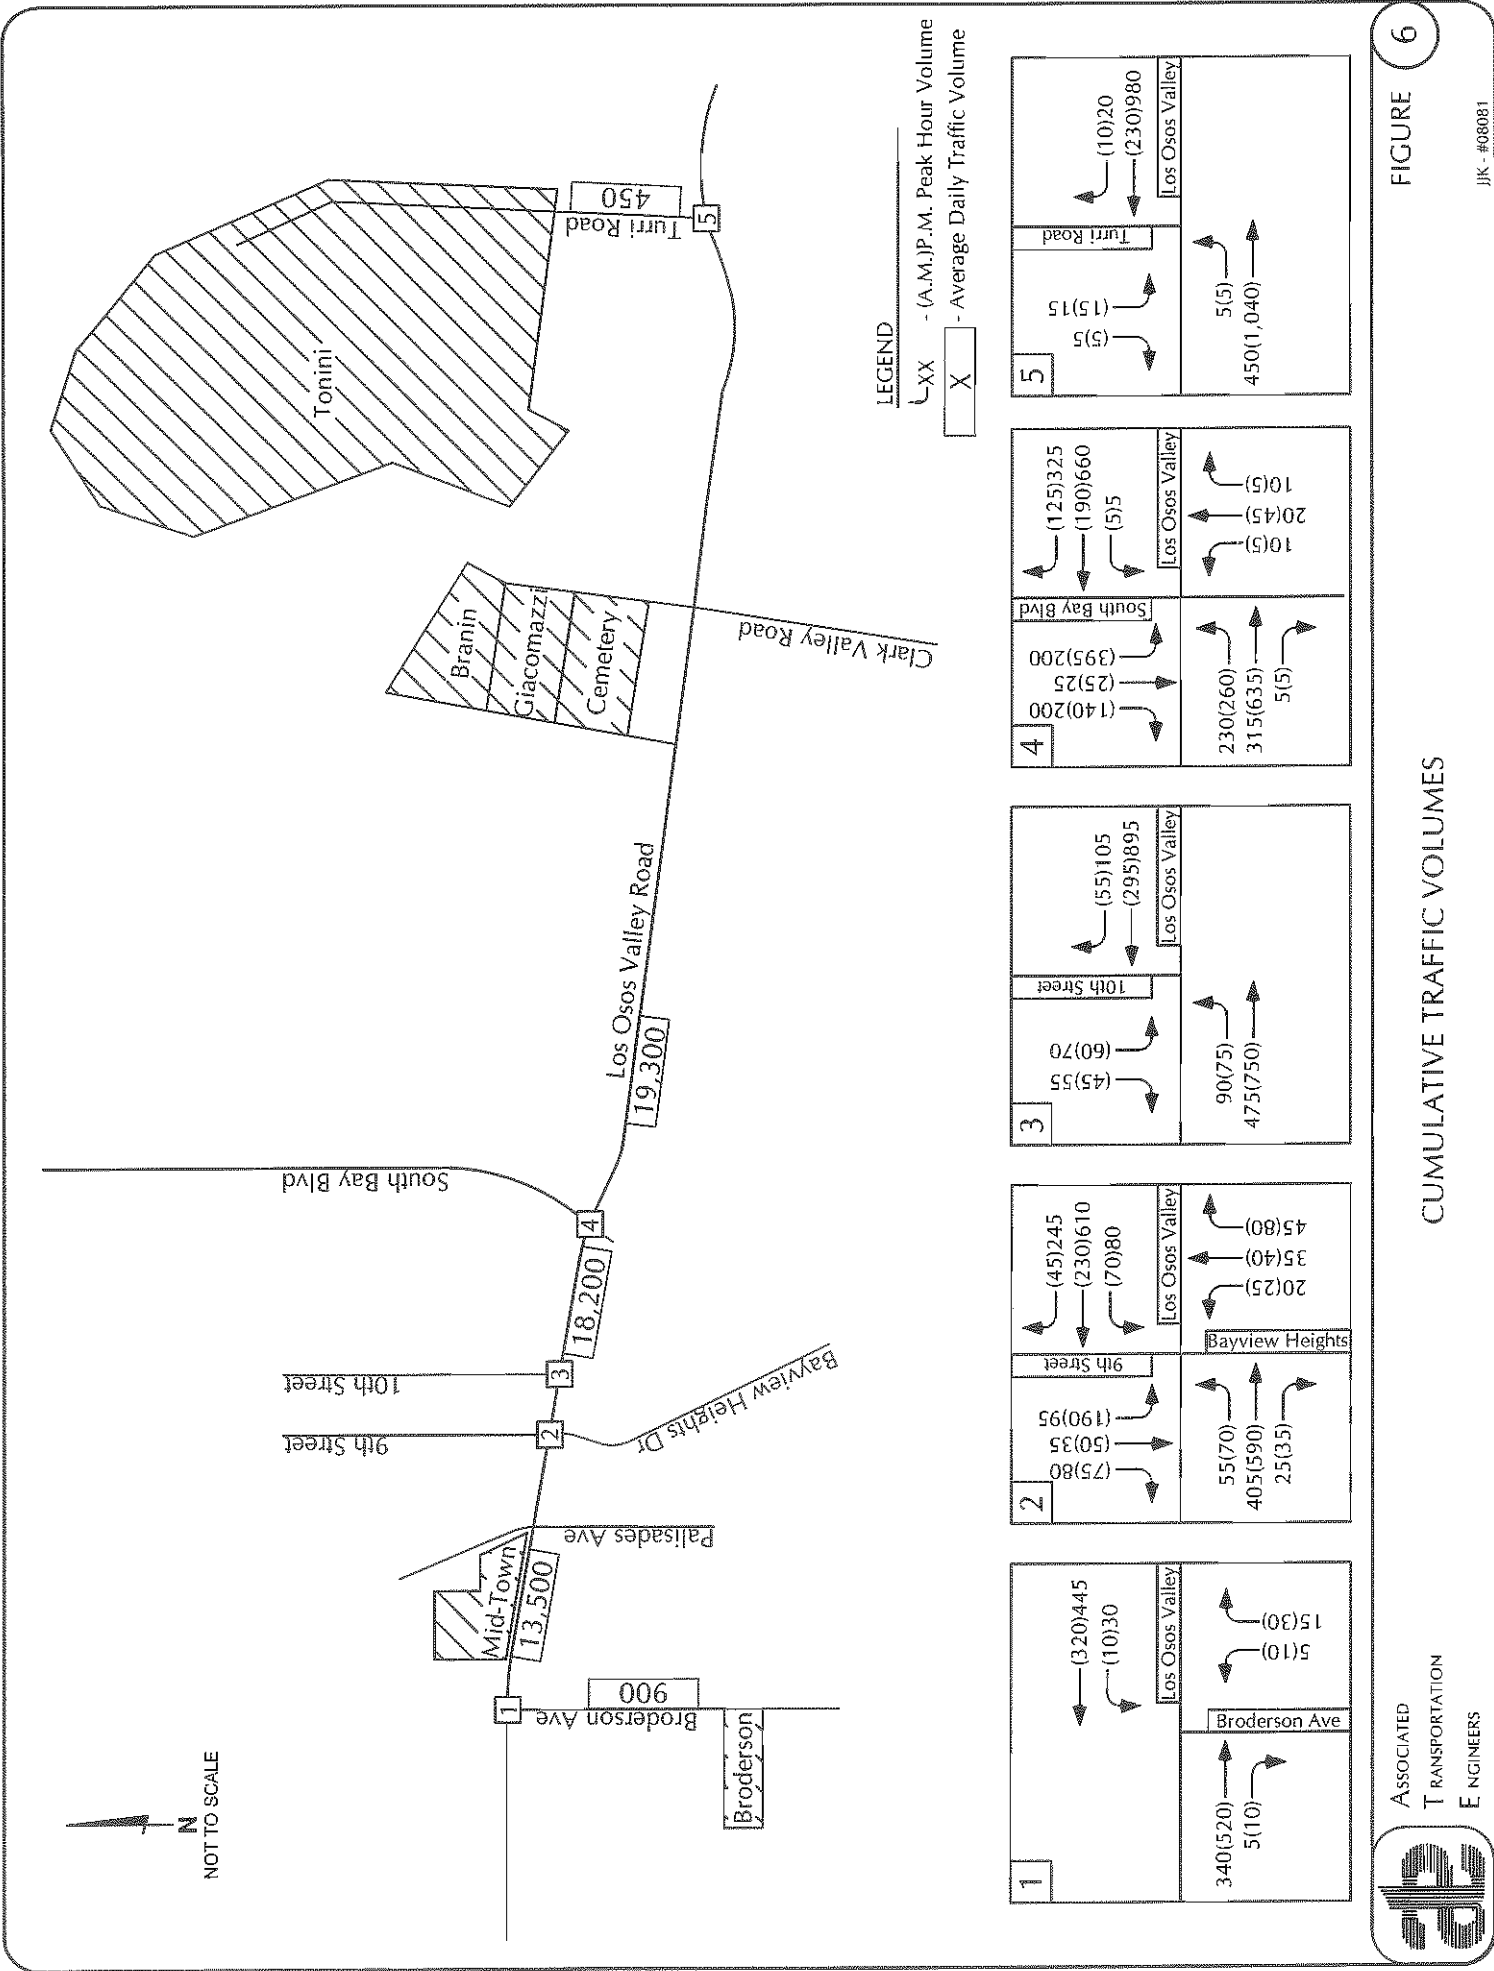 N
NOT TO SCALE
Broderson
Broderson Ave
900
1
Mid-Town
13,500
Palisades Ave
9th Street
2
Bayview Heights Dr
10th Street
3
18,200
4
South Bay Blvd
Los Osos Valley Road
19,300
Branin
Giacomazzi
Cemetery
Clark Valley Road
Tonini
Turri Road
450
5
LEGEND
XX - (A.M.)P.M. Peak Hour Volume
X - Average Daily Traffic Volume
1
(320)445
(10)30
Los Osos Valley
Broderson Ave
340(520)
5(10)
5(10)
15(30)
2
(75)80
(50)35
(190)95
9th Street
(45)245
(230)610
(70)80
Los Osos Valley
Bayview Heights
55(70)
405(590)
25(35)
20(25)
35(40)
45(80)
3
(45)55
(60)70
10th Street
(55)105
(295)895
Los Osos Valley
90(75)
475(750)
4
(140)200
(25)25
(395)200
South Bay Blvd
(125)325
(190)660
(5)5
Los Osos Valley
230(260)
315(635)
5(5)
10(5)
20(45)
10(5)
5
(5)5
(15)15
Turri Road
(10)20
(230)980
Los Osos Valley
5(5)
450(1,040)
ate
ASSOCIATED
TRANSPORTATION
ENGINEERS
CUMULATIVE TRAFFIC VOLUMES
FIGURE 6
JJK - #08081